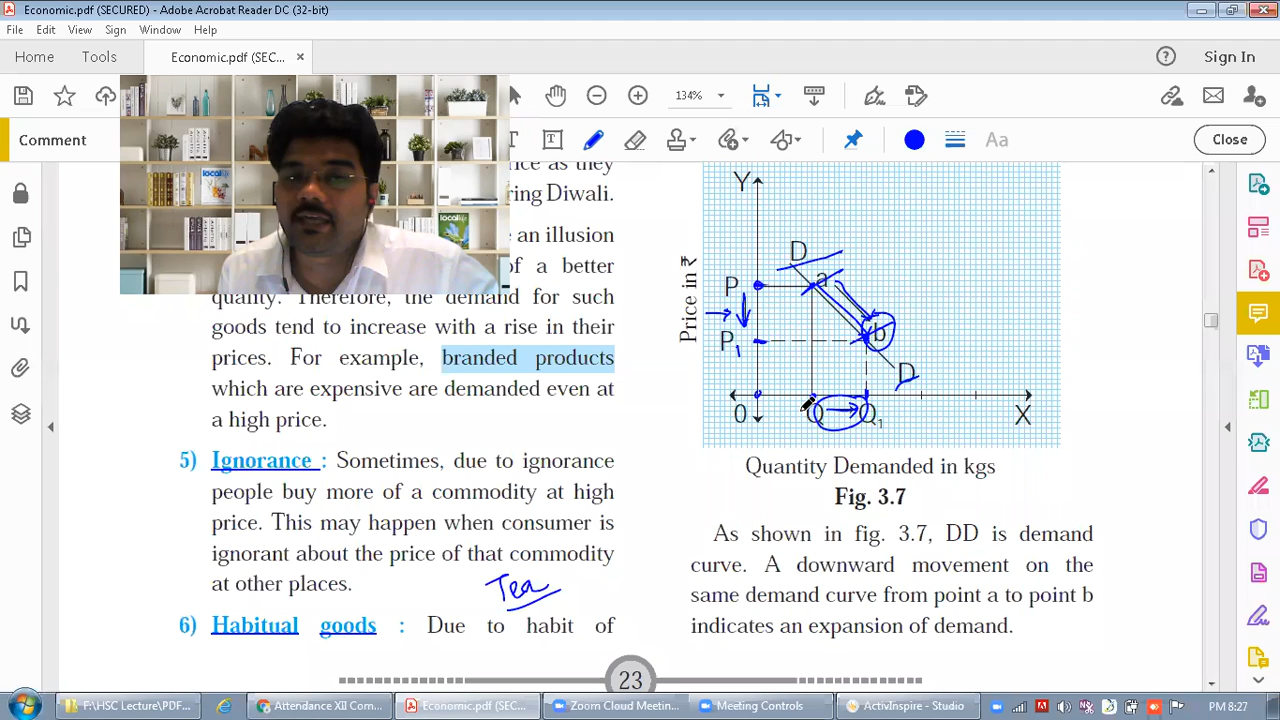 Economic.pdf (SECURED) - Adobe Acrobat Reader DC (32-bit)
File Edit View Sign Window Help
Home Tools Economic.pdf (SEC... × Sign In
134%
Comment Aa Close
nce as they
ring Diwali.
e an illusion
of a better
quality. Therefore, the demand for such
goods tend to increase with a rise in their
prices. For example, branded products
which are expensive are demanded even at
a high price.
5) Ignorance : Sometimes, due to ignorance
people buy more of a commodity at high
price. This may happen when consumer is
ignorant about the price of that commodity
at other places.
Tea
6) Habitual goods : Due to habit of
Y
D
a
P
Price in ₹
b
P1
D
0 Q Q1 X
Quantity Demanded in kgs
Fig. 3.7
As shown in fig. 3.7, DD is demand
curve. A downward movement on the
same demand curve from point a to point b
indicates an expansion of demand.
23
F:\HSC Lecture\PDF... Attendance XII Com... Economic.pdf (SEC... Zoom Cloud Meetin... Meeting Controls ActivInspire - Studio PM 8:27